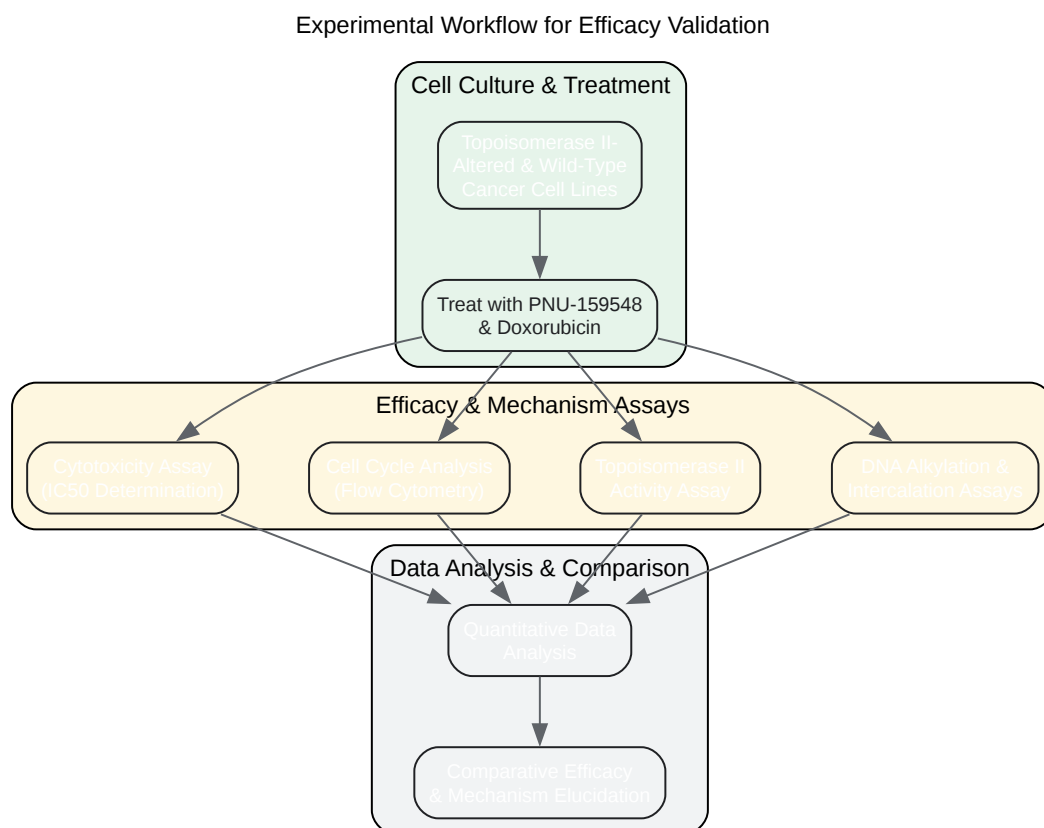 Experimental Workflow for Efficacy Validation
Cell Culture & Treatment
Topoisomerase II-
Altered & Wild-Type
Cancer Cell Lines
Treat with PNU-159548
& Doxorubicin
Efficacy & Mechanism Assays
Cytotoxicity Assay
(IC50 Determination)
Cell Cycle Analysis
(Flow Cytometry)
Topoisomerase II
Activity Assay
DNA Alkylation &
Intercalation Assays
Data Analysis & Comparison
Quantitative Data
Analysis
Comparative Efficacy
& Mechanism Elucidation